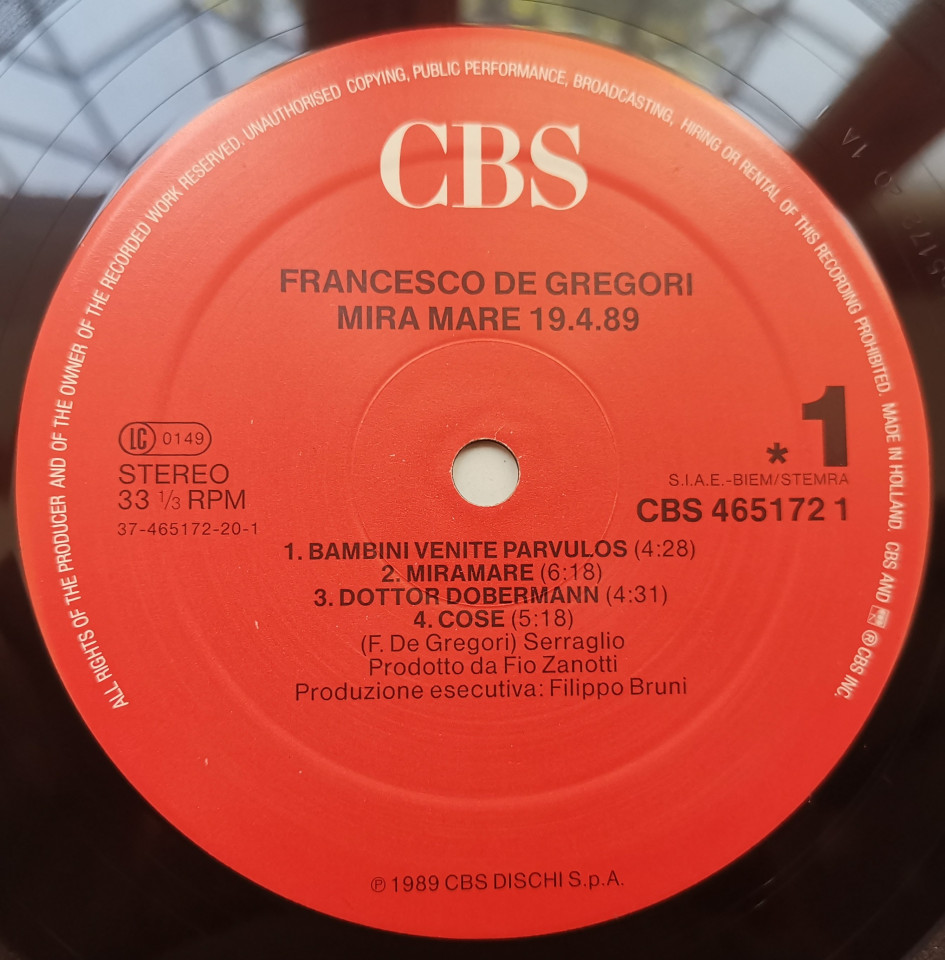 ALL RIGHTS OF THE PRODUCER AND OF THE OWNER OF THE RECORDED WORK RESERVED. UNAUTHORISED COPYING, PUBLIC PERFORMANCE, BROADCASTING, HIRING OR RENTAL OF THIS RECORDING PROHIBITED. MADE IN HOLLAND. CBS AND ® CBS INC.
CBS
FRANCESCO DE GREGORI
MIRA MARE 19.4.89
LC 0149
STEREO
33 1/3 RPM
37-465172-20-1
* 1
S.I.A.E.-BIEM/STEMRA
CBS 465172 1
1. BAMBINI VENITE PARVULOS (4:28)
2. MIRAMARE (6:18)
3. DOTTOR DOBERMANN (4:31)
4. COSE (5:18)
(F. De Gregori) Serraglio
Prodotto da Fio Zanotti
Produzione esecutiva: Filippo Bruni
℗ 1989 CBS DISCHI S.p.A.